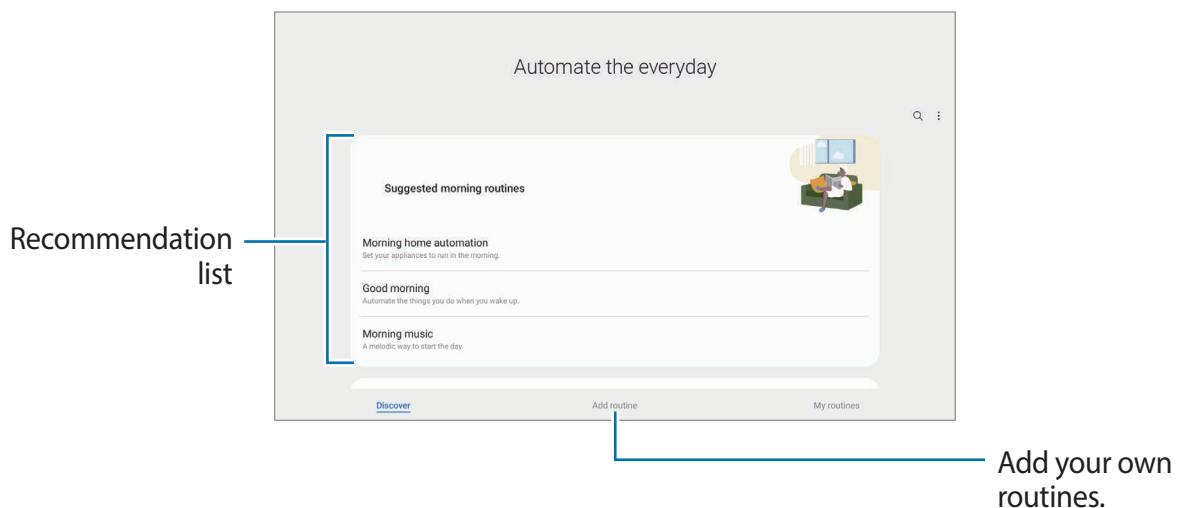 Automate the everyday
Suggested morning routines
Recommendation
list
Morning home automation
Set your appliances to run in the morning.
Good morning
Automate the things you do when you wake up.
Morning music
A melodic way to start the day.
Discover
Add routine
My routines
Add your own
routines.